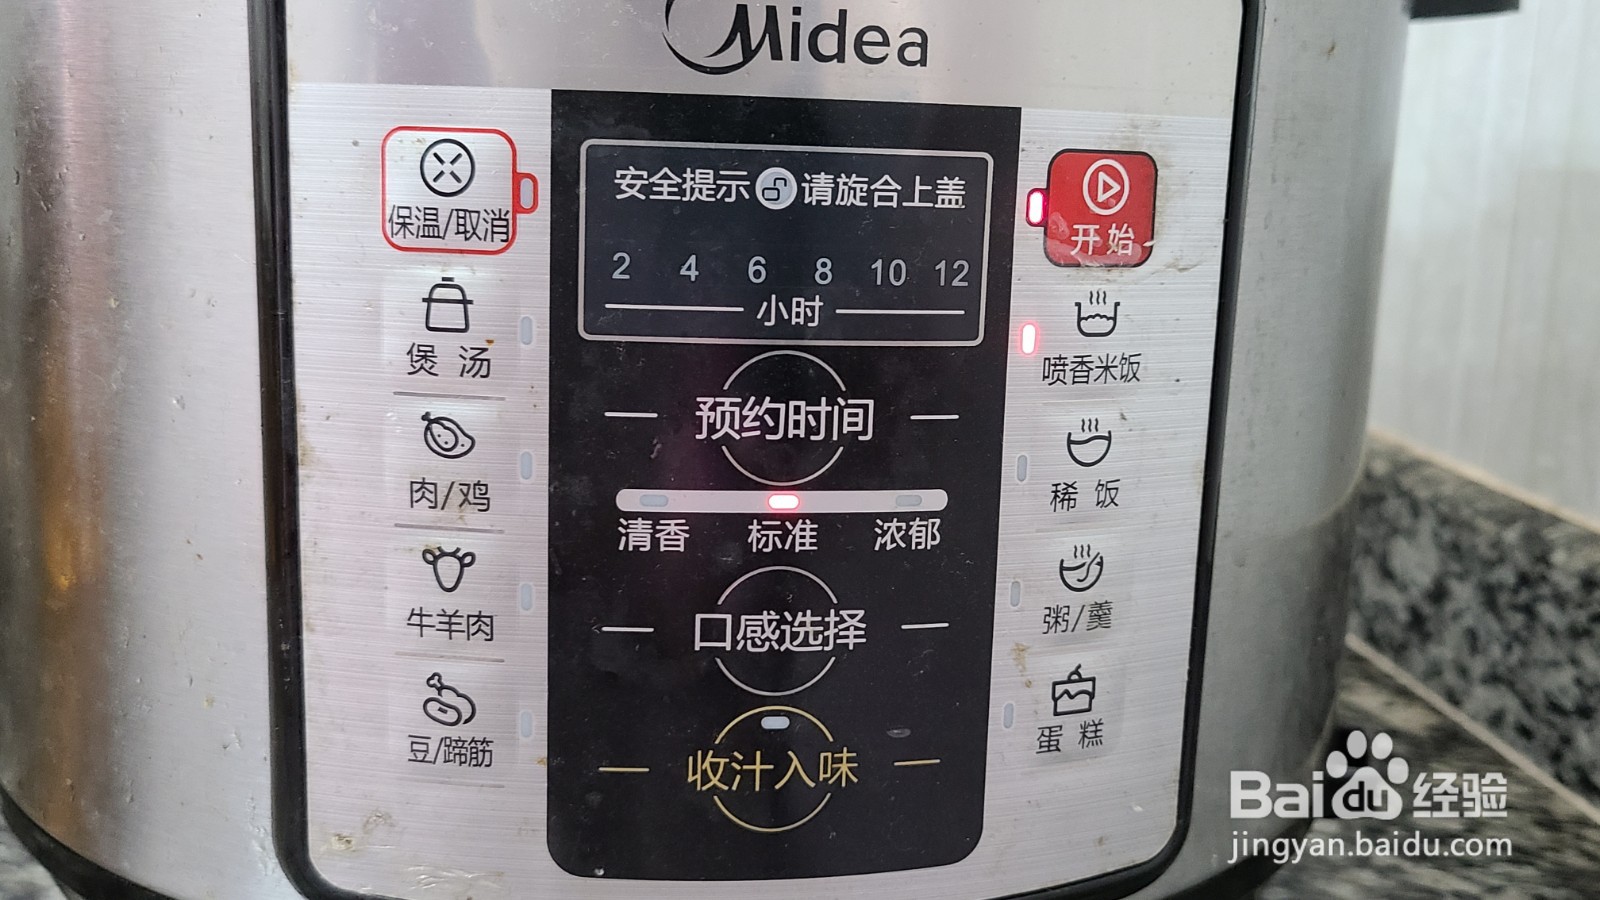 Midea
保温/取消
煲 汤
肉/鸡
牛羊肉
豆/蹄筋
安全提示 请旋合上盖
2 4 6 8 10 12
小时
预约时间
清香 标准 浓郁
口感选择
收汁入味
开始
喷香米饭
稀 饭
粥/羹
蛋 糕
Baidu经验
jingyan.baidu.com